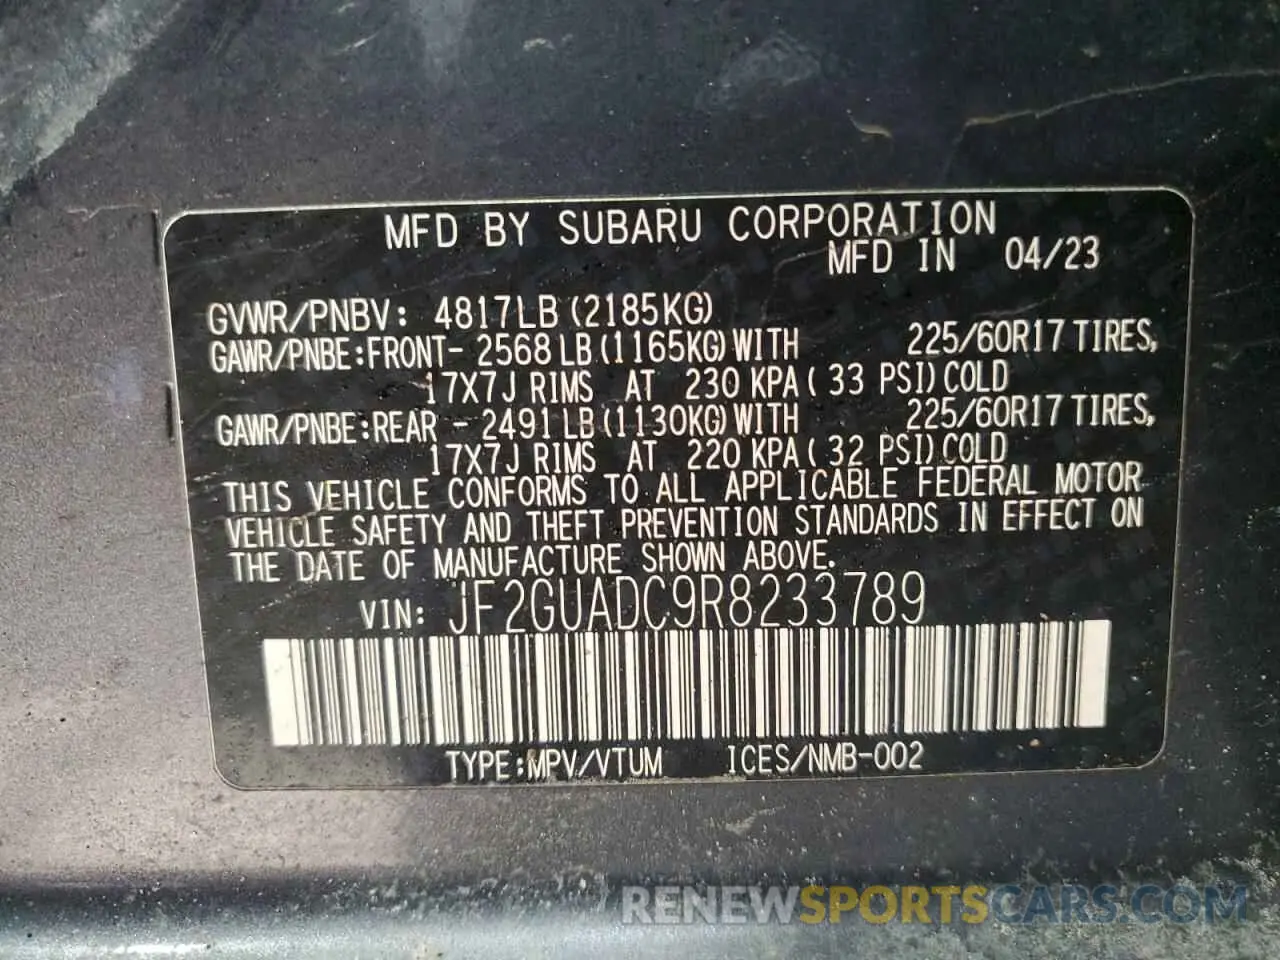 MFD BY SUBARU CORPORATION
MFD IN 04/23
GVWR/PNBV: 4817LB (2185KG)
GAWR/PNBE:FRONT- 2568 LB (1165KG) WITH 225/60R17 TIRES,
17X7J RIMS AT 230 KPA ( 33 PSI) COLD
GAWR/PNBE:REAR - 2491 LB (1130KG) WITH 225/60R17 TIRES,
17X7J RIMS AT 220 KPA ( 32 PSI) COLD
THIS VEHICLE CONFORMS TO ALL APPLICABLE FEDERAL MOTOR
VEHICLE SAFETY AND THEFT PREVENTION STANDARDS IN EFFECT ON
THE DATE OF MANUFACTURE SHOWN ABOVE.
VIN: JF2GUADC9R8233789
TYPE:MPV/VTUM ICES/NMB-002
RENEWSPORTSCARS.COM